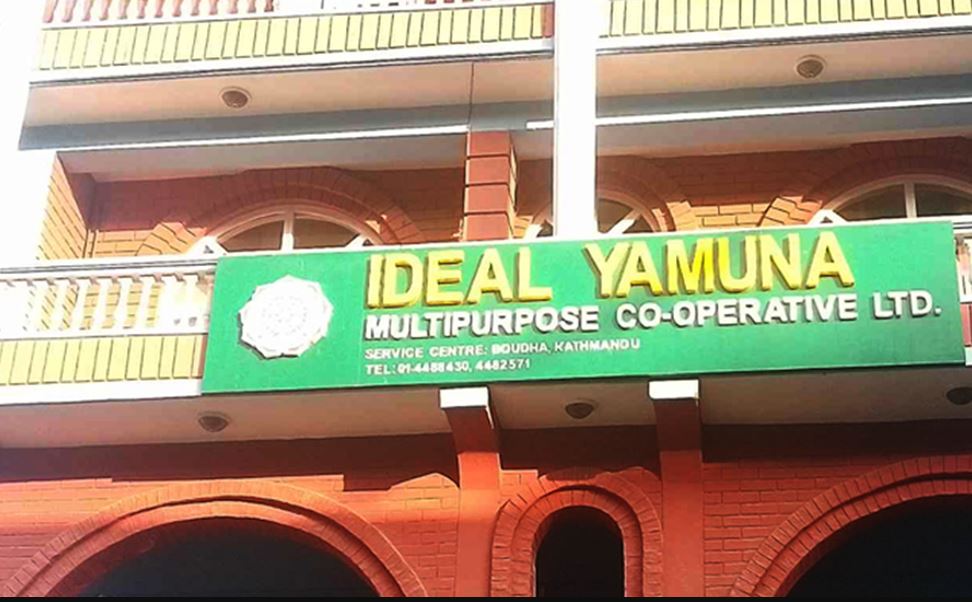 IDEAL YAMUNA
MULTIPURPOSE CO-OPERATIVE LTD.
SERVICE CENTRE: BOUDHA, KATHMANDU
TEL: 01-4488430, 4482571